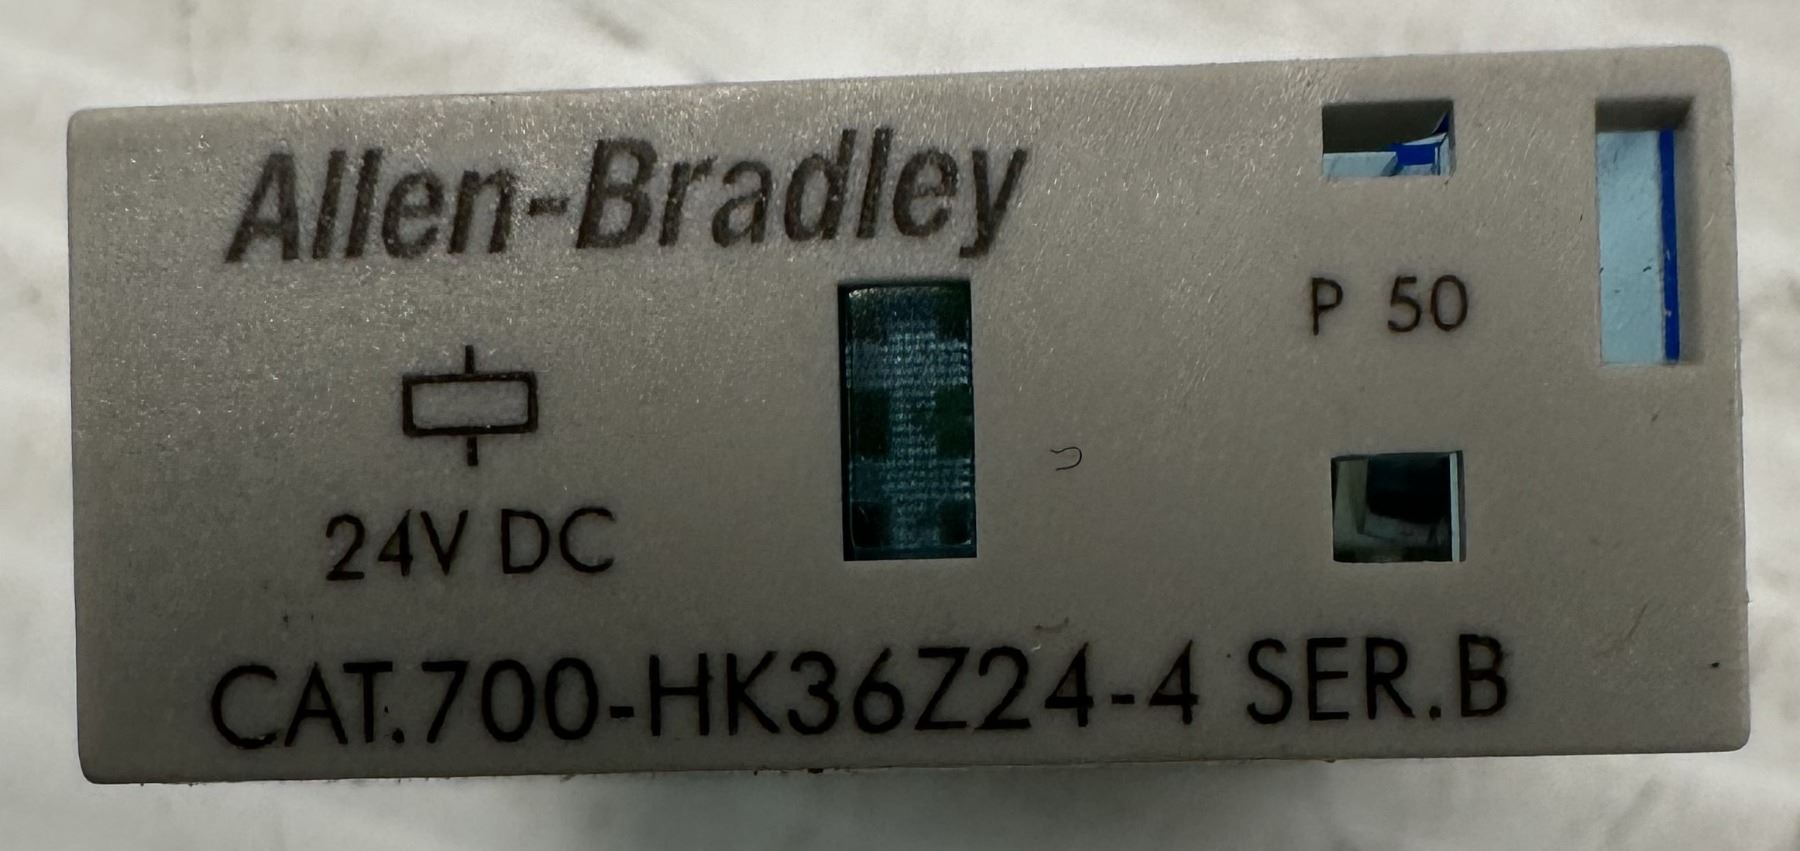 Allen-Bradley
P 50
24V DC
CAT.700-HK36Z24-4 SER.B